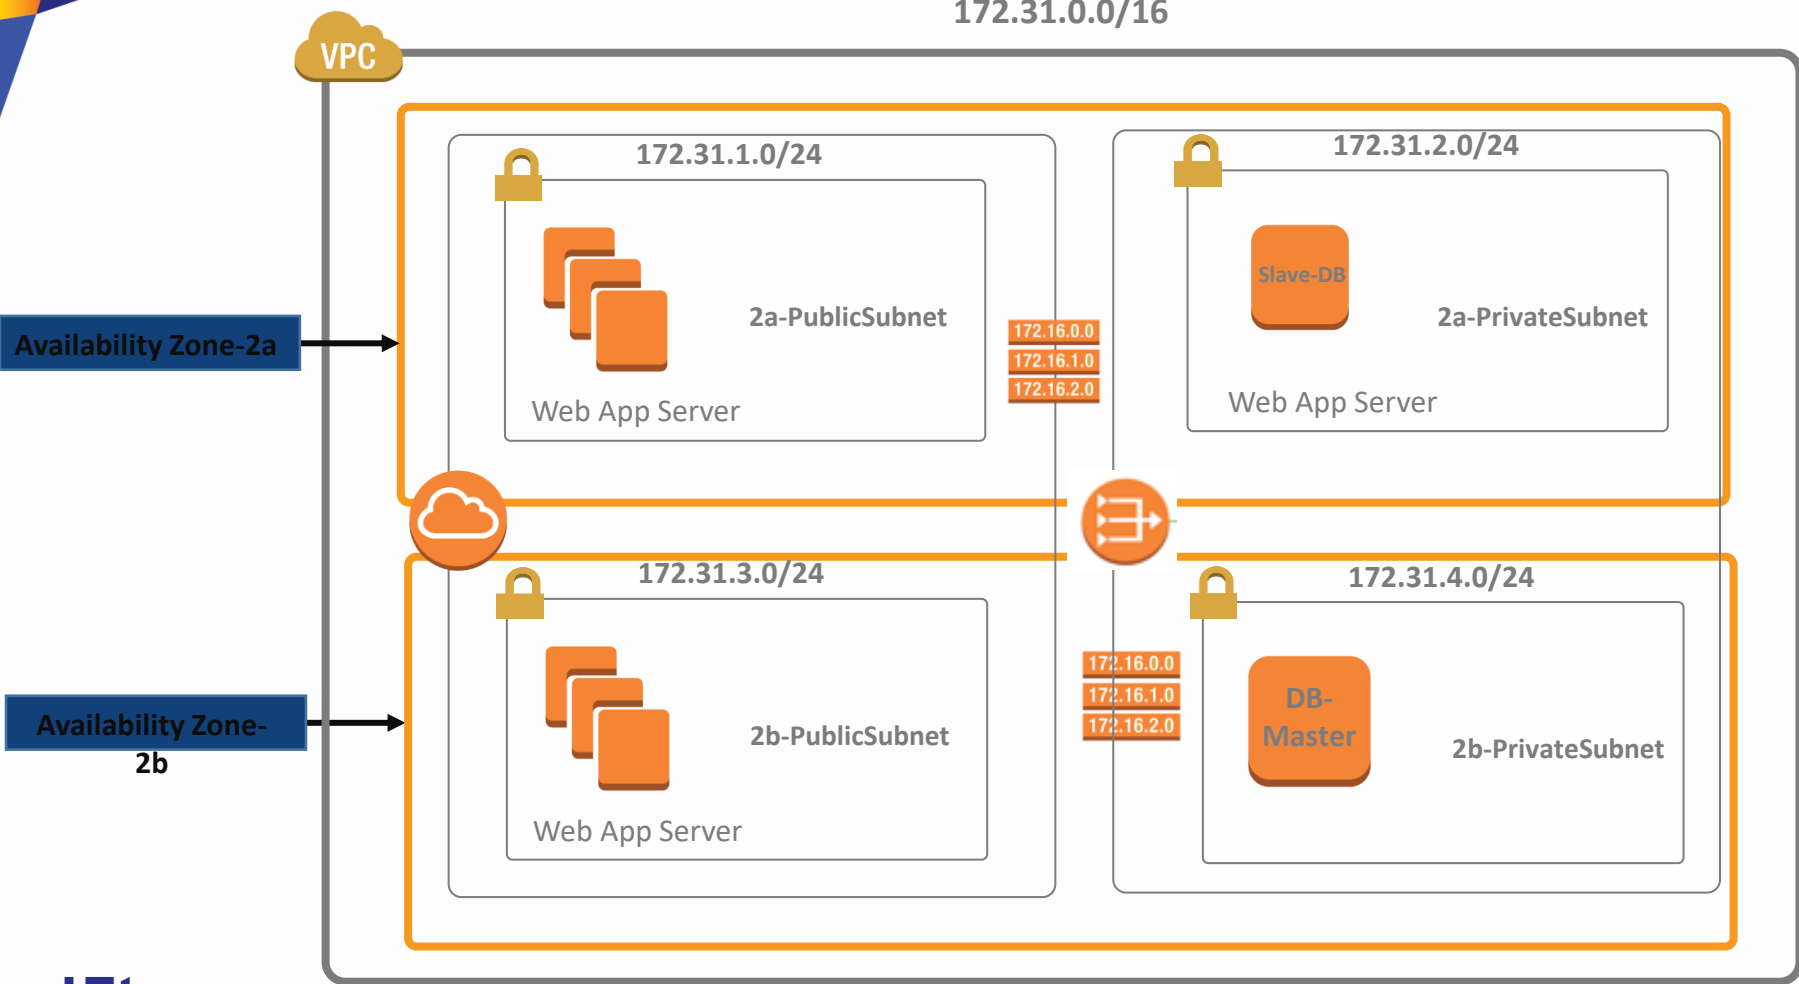 172.31.0.0/16
VPC
172.31.1.0/24
172.31.2.0/24
Slave-DB
2a-PublicSubnet
2a-PrivateSubnet
172.16.0.0
172.16.1.0
172.16.2.0
Availability Zone-2a
Web App Server
Web App Server
172.31.3.0/24
172.31.4.0/24
172.16.0.0
172.16.1.0
172.16.2.0
DB-
Master
2b-PublicSubnet
2b-PrivateSubnet
Availability Zone-
2b
Web App Server